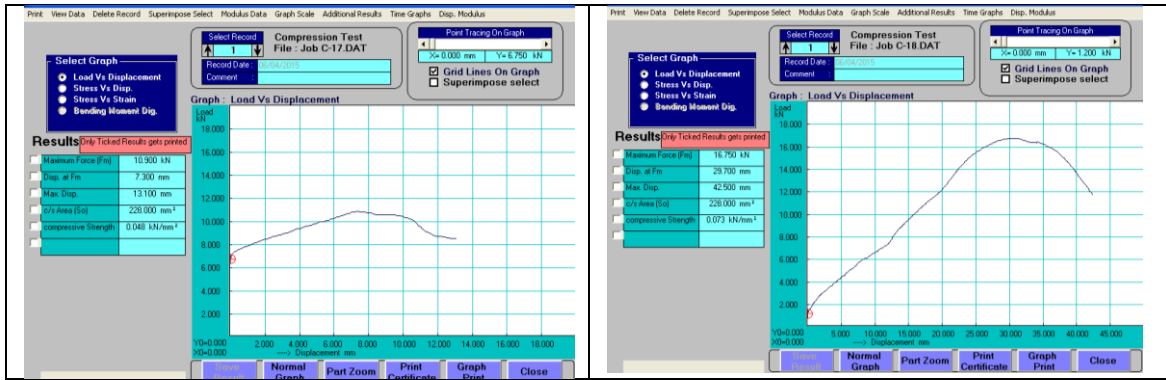 Print View Data Delete Record Superimpose Select Modulus Data Graph Scale Additional Results Time Graphs Disp. Modulus
Select Record
1
Compression Test
File : Job C-17.DAT
Record Date : 06/04/2015
Comment :
Point Tracing On Graph
X= 0.000 mm Y= 6.750 kN
Grid Lines On Graph
Superimpose select
Select Graph
Load Vs Displacement
Stress Vs Disp.
Stress Vs Strain
Bending Moment Dig.
Graph : Load Vs Displacement
Results Only Ticked Results gets printed
Maximum Force (Fm) 10.900 kN
Disp. at Fm 7.300 mm
Max. Disp. 13.100 mm
c/s Area (So) 228.000 mm²
compressive Strength 0.048 kN/mm²
Load
kN
18.000
16.000
14.000
12.000
10.000
8.000
6.000
4.000
2.000
Y0=0.000
X0=0.000
2.000 4.000 6.000 8.000 10.000 12.000 14.000 16.000 18.000
----> Displacement mm
Save Result
Normal Graph
Part Zoom
Print Certificate
Graph Print
Close
Print View Data Delete Record Superimpose Select Modulus Data Graph Scale Additional Results Time Graphs Disp. Modulus
Select Record
1
Compression Test
File : Job C-18.DAT
Record Date : 06/04/2015
Comment :
Point Tracing On Graph
X= 0.000 mm Y= 1.200 kN
Grid Lines On Graph
Superimpose select
Select Graph
Load Vs Displacement
Stress Vs Disp.
Stress Vs Strain
Bending Moment Dig.
Graph : Load Vs Displacement
Results Only Ticked Results gets printed
Maximum Force (Fm) 16.750 kN
Disp. at Fm 29.700 mm
Max. Disp. 42.500 mm
c/s Area (So) 228.000 mm²
compressive Strength 0.073 kN/mm²
Load
kN
18.000
16.000
14.000
12.000
10.000
8.000
6.000
4.000
2.000
Y0=0.000
X0=0.000
5.000 10.000 15.000 20.000 25.000 30.000 35.000 40.000 45.000
----> Displacement mm
Save Result
Normal Graph
Part Zoom
Print Certificate
Graph Print
Close